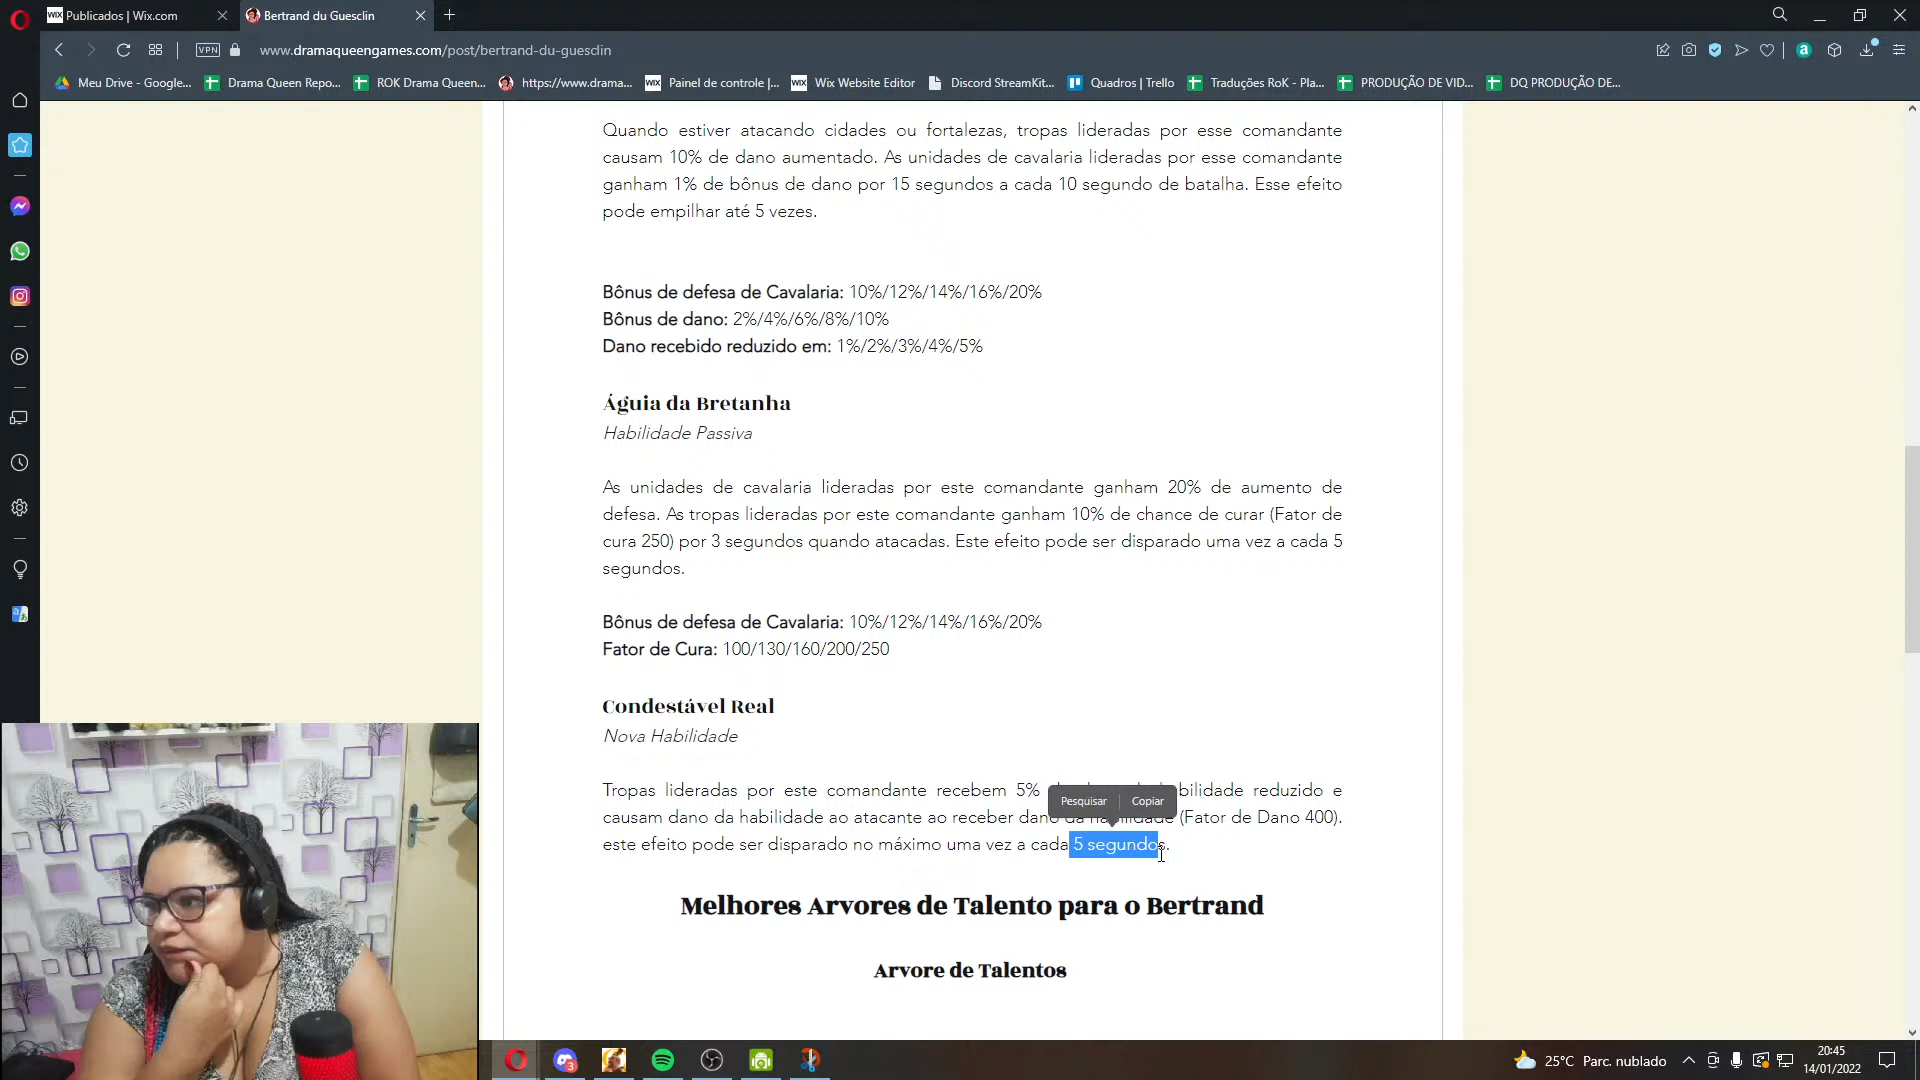 Publicados | Wix.com
Bertrand du Guesclin
VPN
www.dramaqueengames.com/post/bertrand-du-guesclin
Meu Drive - Google...
Drama Queen Repo...
ROK Drama Queen...
https://www.drama...
WIX
Painel de controle |...
WIX
Wix Website Editor
Discord StreamKit...
Quadros | Trello
Traduções RoK - Pla...
PRODUÇÃO DE VID...
DQ PRODUÇÃO DE...
Quando estiver atacando cidades ou fortalezas, tropas lideradas por esse comandante
causam 10% de dano aumentado. As unidades de cavalaria lideradas por esse comandante
ganham 1% de bônus de dano por 15 segundos a cada 10 segundo de batalha. Esse efeito
pode empilhar até 5 vezes.
Bônus de defesa de Cavalaria: 10%/12%/14%/16%/20%
Bônus de dano: 2%/4%/6%/8%/10%
Dano recebido reduzido em: 1%/2%/3%/4%/5%
Águia da Bretanha
Habilidade Passiva
As unidades de cavalaria lideradas por este comandante ganham 20% de aumento de
defesa. As tropas lideradas por este comandante ganham 10% de chance de curar (Fator de
cura 250) por 3 segundos quando atacadas. Este efeito pode ser disparado uma vez a cada 5
segundos.
Bônus de defesa de Cavalaria: 10%/12%/14%/16%/20%
Fator de Cura: 100/130/160/200/250
Condestável Real
Nova Habilidade
Tropas lideradas por este comandante recebem 5% reduzido e
Pesquisar Copiar
causam dano da habilidade ao atacante ao receber dano da habilidade (Fator de Dano 400).
este efeito pode ser disparado no máximo uma vez a cada 5 segundos.
Melhores Arvores de Talento para o Bertrand
Arvore de Talentos
25°C Parc. nublado
20:45
14/01/2022